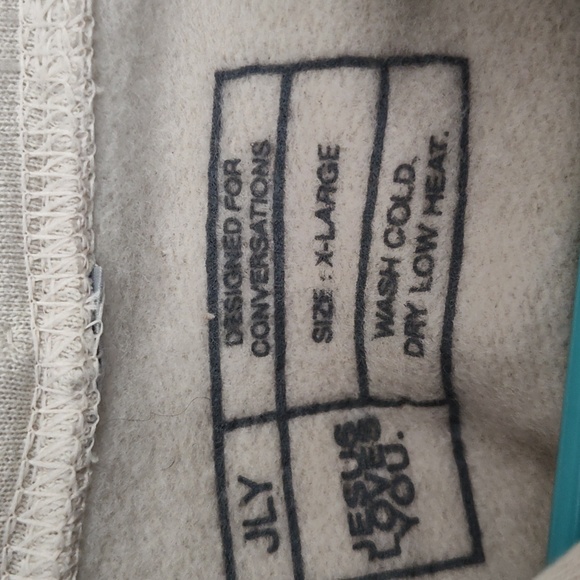 JLY
DESIGNED FOR
CONVERSATIONS
JESUS
LOVES
YOU.
SIZE : X-LARGE
WASH COLD.
DRY LOW HEAT.